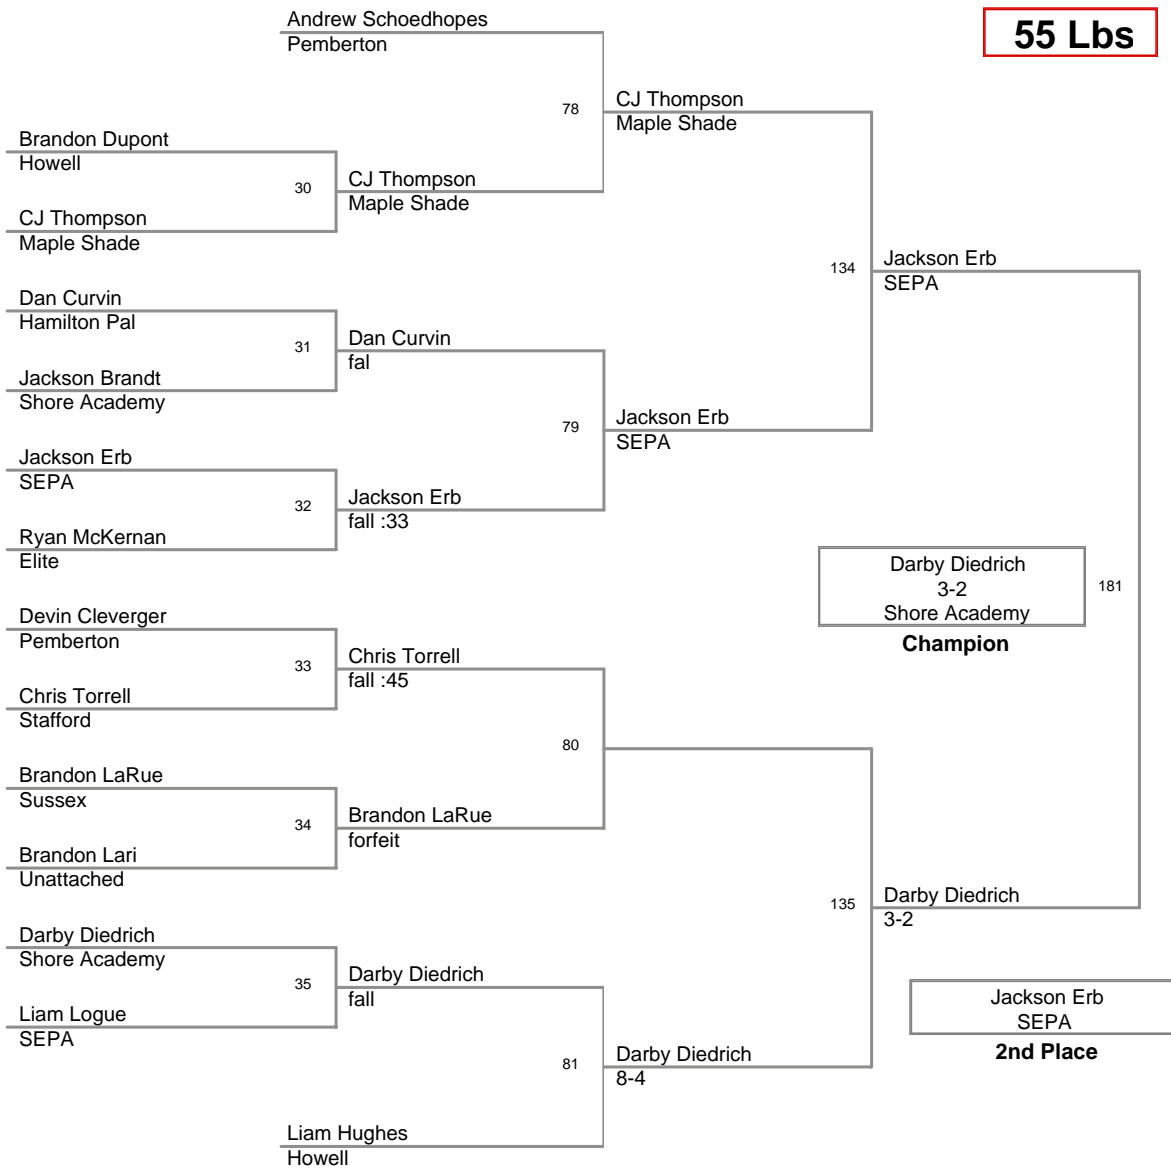 55 Lbs
Andrew Schoedhopes
Pemberton
78
CJ Thompson
Maple Shade
Brandon Dupont
Howell
30
CJ Thompson
Maple Shade
CJ Thompson
Maple Shade
134
Jackson Erb
SEPA
Dan Curvin
Hamilton Pal
31
Dan Curvin
fal
Jackson Brandt
Shore Academy
79
Jackson Erb
SEPA
Jackson Erb
SEPA
32
Jackson Erb
fall :33
Ryan McKernan
Elite
Darby Diedrich
3-2
Shore Academy
Champion
181
Devin Cleverger
Pemberton
33
Chris Torrell
fall :45
Chris Torrell
Stafford
80
Brandon LaRue
Sussex
34
Brandon LaRue
forfeit
Brandon Lari
Unattached
135
Darby Diedrich
3-2
Darby Diedrich
Shore Academy
35
Darby Diedrich
fall
Liam Logue
SEPA
Jackson Erb
SEPA
2nd Place
81
Darby Diedrich
8-4
Liam Hughes
Howell